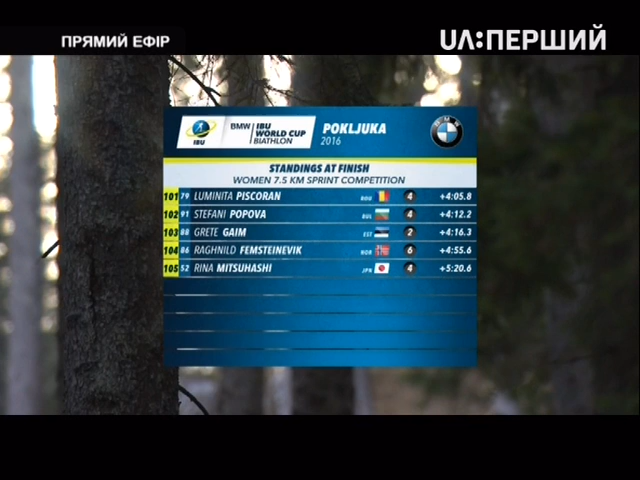 ПРЯМИЙ ЕФІР
UA:ПЕРШИЙ
IBU
BMW IBU WORLD CUP BIATHLON
POKLJUKA
2016
BMW
STANDINGS AT FINISH
WOMEN 7.5 KM SPRINT COMPETITION
101 79 LUMINITA PISCORAN ROU 4 +4:05.8
102 91 STEFANI POPOVA BUL 4 +4:12.2
103 88 GRETE GAIM EST 2 +4:16.3
104 86 RAGHNILD FEMSTEINEVIK NOR 6 +4:55.6
105 52 RINA MITSUHASHI JPN 4 +5:20.6